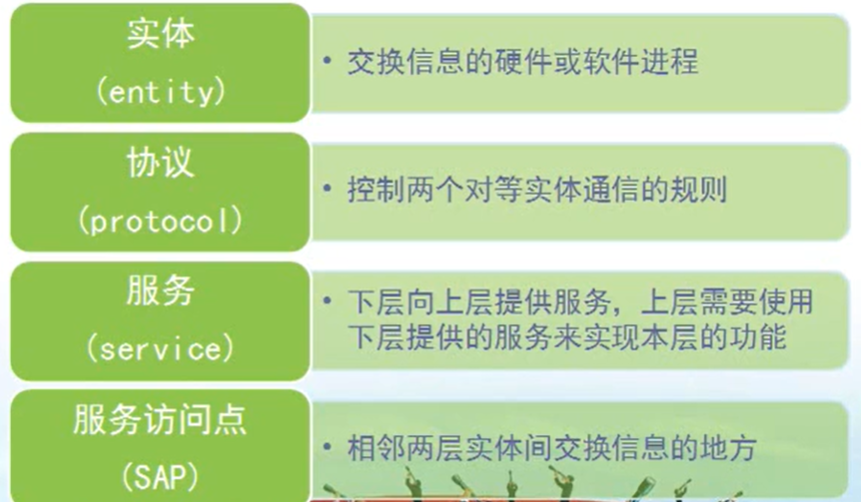 实体
(entity)
• 交换信息的硬件或软件进程
协议
(protocol)
• 控制两个对等实体通信的规则
服务
(service)
• 下层向上层提供服务，上层需要使用
下层提供的服务来实现本层的功能
服务访问点
(SAP)
• 相邻两层实体间交换信息的地方